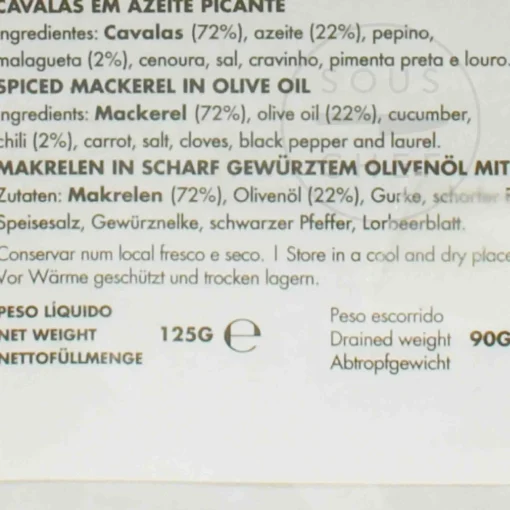 CAVALAS EM AZEITE PICANTE
ngredientes: Cavalas (72%), azeite (22%), pepino,
malagueta (2%), cenoura, sal, cravinho, pimenta preta e louro.
SPICED MACKEREL IN OLIVE OIL
ngredients: Mackerel (72%), olive oil (22%), cucumber,
chili (2%), carrot, salt, cloves, black pepper and laurel.
MAKRELEN IN SCHARF GEWÜRZTEM OLIVENÖL MIT
Zutaten: Makrelen (72%), Olivenöl (22%), Gurke, scharfer
Speisesalz, Gewürznelke, schwarzer Pfeffer, Lorbeerblatt.
Conservar num local fresco e seco. | Store in a cool and dry place
Vor Wärme geschützt und trocken lagern.
PESO LÍQUIDO
NET WEIGHT 125G ℮
NETTOFÜLLMENGE
Peso escorrido
Drained weight 90G
Abtropfgewicht
SOUS